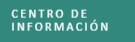 CENTRO DE
INFORMACIÓN